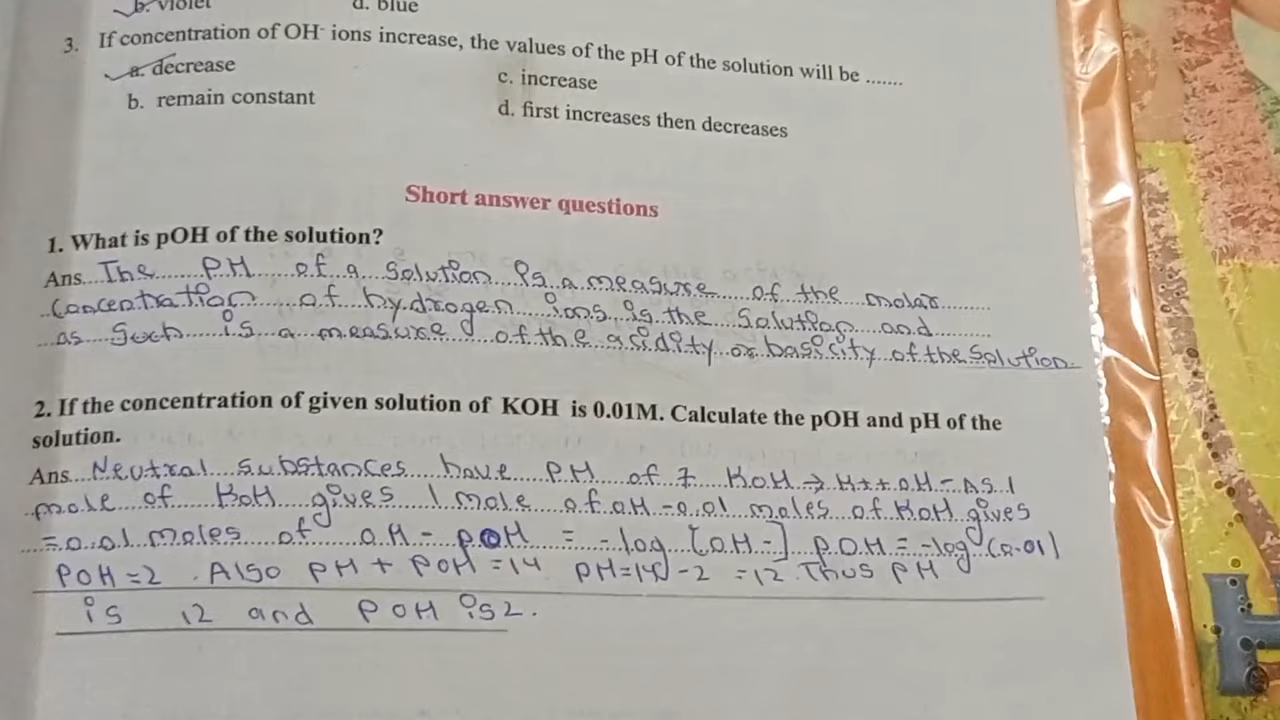 b. violet d. blue
3. If concentration of OH⁻ ions increase, the values of the pH of the solution will be .......
a. decrease c. increase
b. remain constant d. first increases then decreases
Short answer questions
1. What is pOH of the solution?
Ans. The PH of a Solution is a measure of the molar
Concentration of hydrogen ions is the Solution and
as Such is a measure of the acidity or basicity of the Solution.
2. If the concentration of given solution of KOH is 0.01M. Calculate the pOH and pH of the
solution.
Ans. Neutral Substances have PH of 7 KOH → K++OH- As 1
mole of KOH gives 1 mole of OH -0.01 moles of KOH gives
=0.01 moles of OH- POH = -log [OH-] POH = -log (0.01)
POH=2 . Also PH + POH =14 PH=14-2 =12. Thus PH
is 12 and POH is 2.